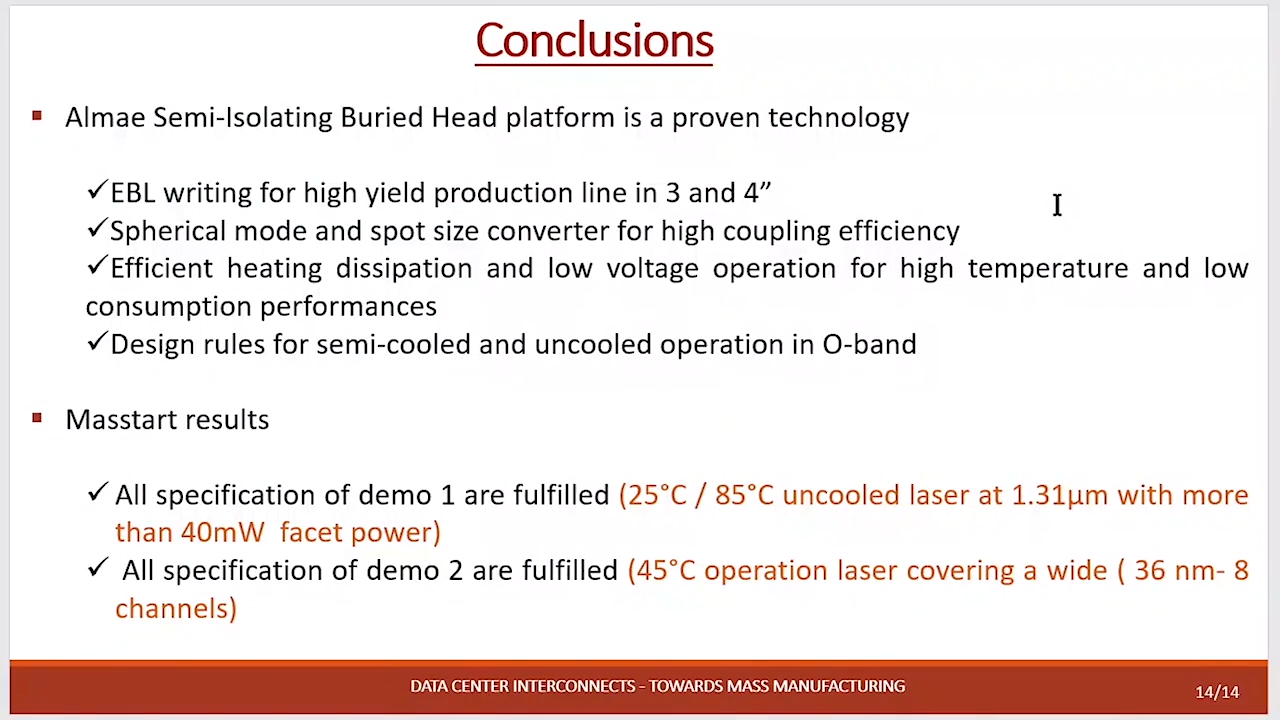 Conclusions
Almae Semi-Isolating Buried Head platform is a proven technology
EBL writing for high yield production line in 3 and 4”
Spherical mode and spot size converter for high coupling efficiency
Efficient heating dissipation and low voltage operation for high temperature and low
consumption performances
Design rules for semi-cooled and uncooled operation in O-band
Masstart results
All specification of demo 1 are fulfilled (25°C / 85°C uncooled laser at 1.31µm with more
than 40mW facet power)
All specification of demo 2 are fulfilled (45°C operation laser covering a wide ( 36 nm- 8
channels)
DATA CENTER INTERCONNECTS - TOWARDS MASS MANUFACTURING
14/14